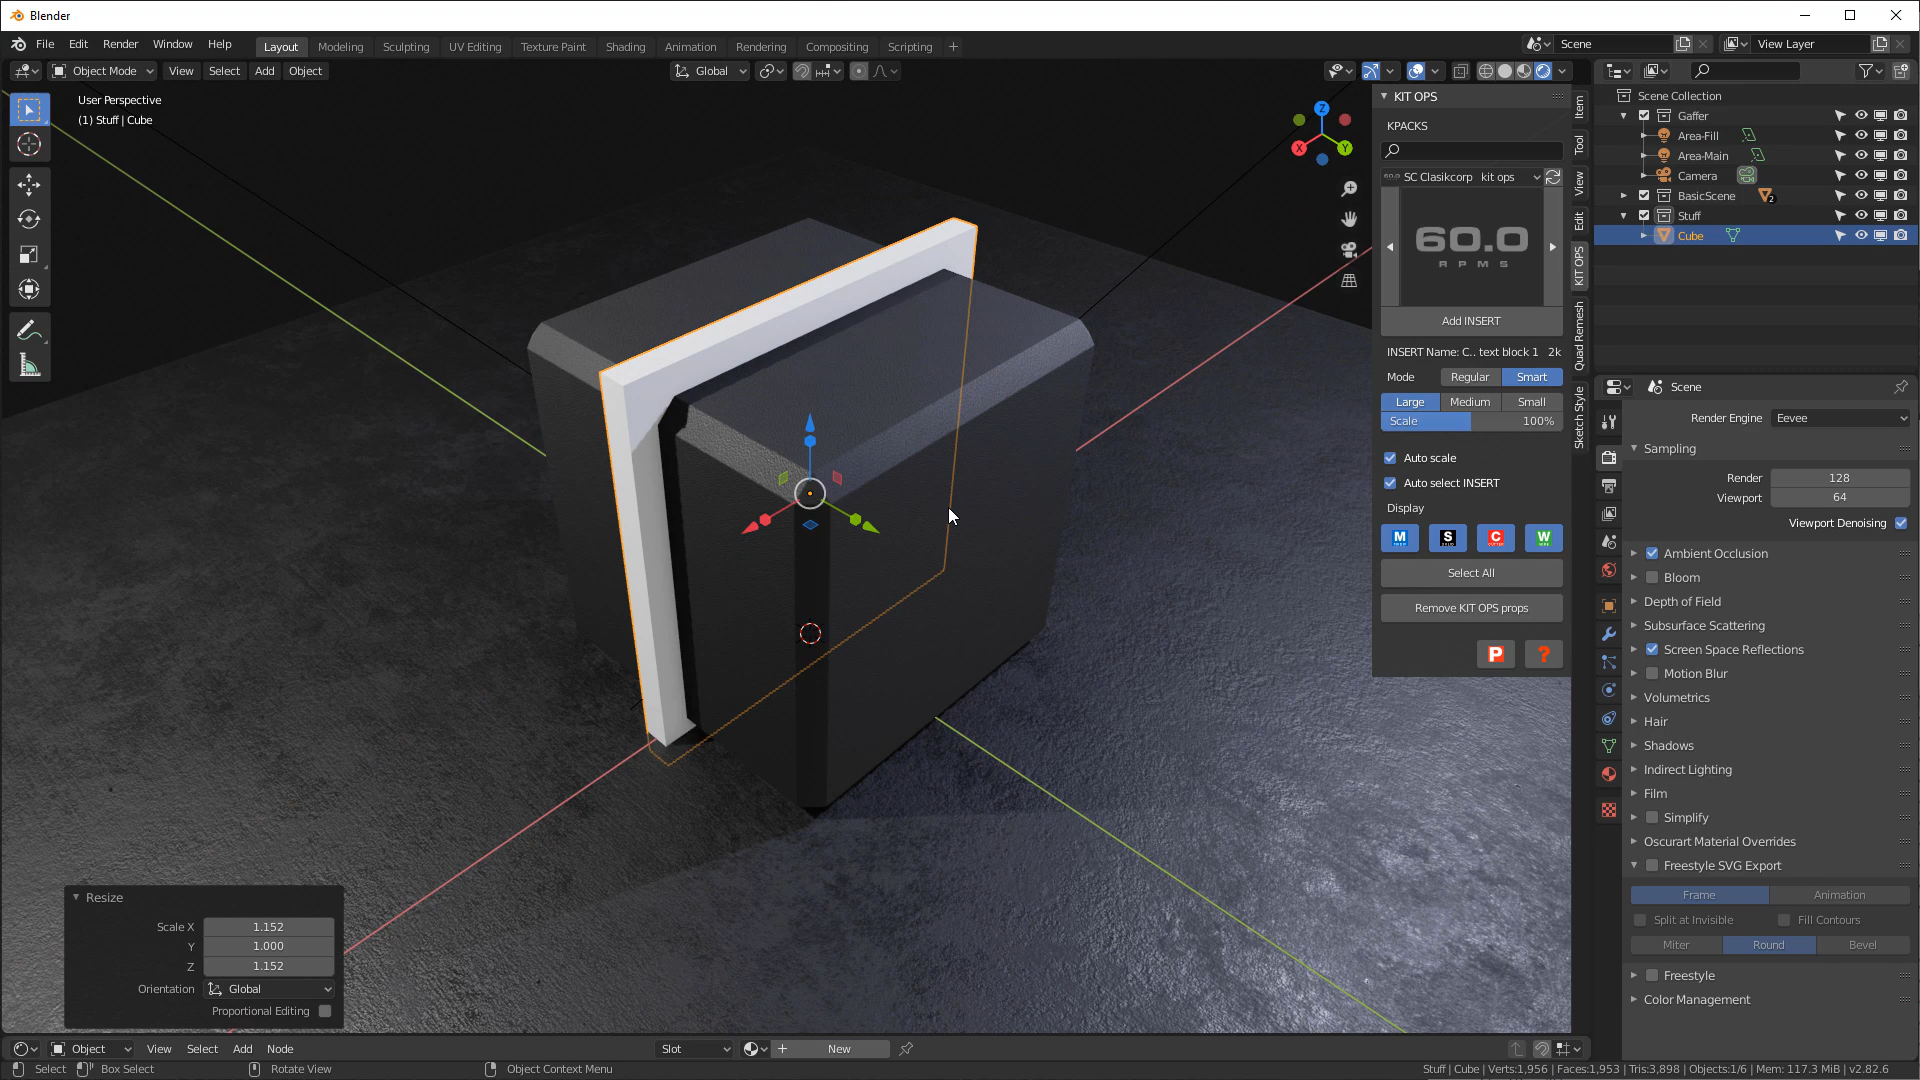 Blender
File Edit Render Window Help
Layout Modeling Sculpting UV Editing Texture Paint Shading Animation Rendering Compositing Scripting +
Scene
View Layer
Object Mode View Select Add Object
Global
User Perspective
(1) Stuff | Cube
Z
X
Y
KIT OPS
KPACKS
SC Clasikcorp kit ops
60.0
RPMS
Add INSERT
INSERT Name: C.. text block 1 2k
Mode Regular Smart
Large Medium Small
Scale 100%
Auto scale
Auto select INSERT
Display
M S C W
Select All
Remove KIT OPS props
P ?
Item
Tool
View
Edit
KIT OPS
Quad Remesh
Sketch Style
Scene Collection
Gaffer
Area-Fill
Area-Main
Camera
BasicScene 2
Stuff
Cube
Scene
Render Engine Eevee
Sampling
Render 128
Viewport 64
Viewport Denoising
Ambient Occlusion
Bloom
Depth of Field
Subsurface Scattering
Screen Space Reflections
Motion Blur
Volumetrics
Hair
Shadows
Indirect Lighting
Film
Simplify
Oscurart Material Overrides
Freestyle SVG Export
Frame Animation
Split at Invisible Fill Contours
Miter Round Bevel
Freestyle
Color Management
Resize
Scale X 1.152
Y 1.000
Z 1.152
Orientation Global
Proportional Editing
Object View Select Add Node
Slot
New
Select Box Select Rotate View Object Context Menu
Stuff | Cube | Verts:1,956 | Faces:1,953 | Tris:3,898 | Objects:1/6 | Mem: 117.3 MiB | v2.82.6